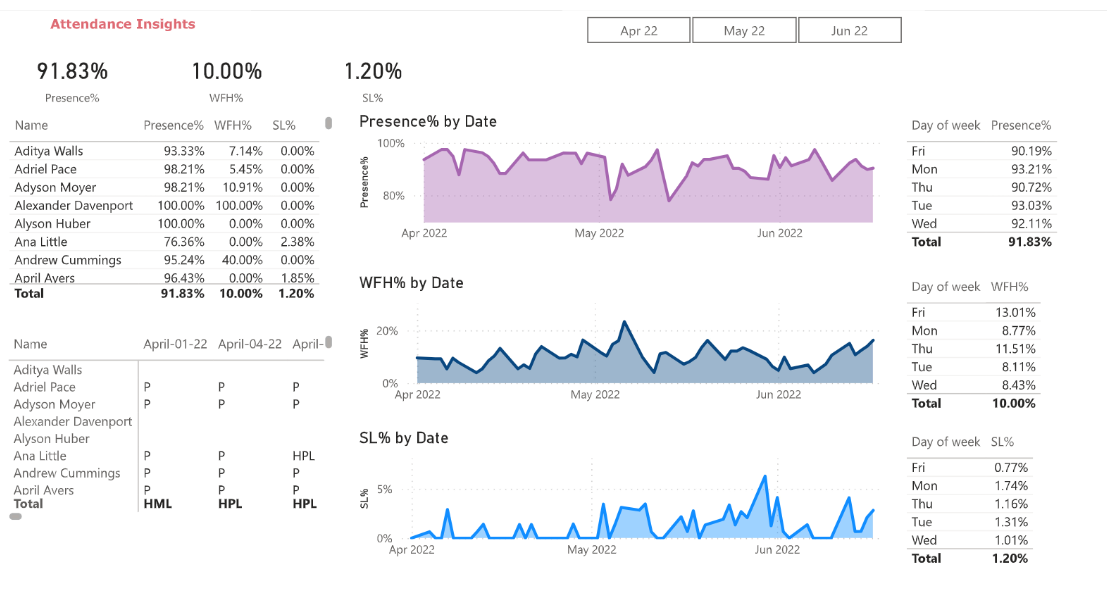 Attendance Insights
Apr 22 May 22 Jun 22
91.83% 10.00% 1.20%
Presence% WFH% SL%
Name Presence% WFH% SL%
Aditya Walls 93.33% 7.14% 0.00%
Adriel Pace 98.21% 5.45% 0.00%
Adyson Moyer 98.21% 10.91% 0.00%
Alexander Davenport 100.00% 100.00% 0.00%
Alyson Huber 100.00% 0.00% 0.00%
Ana Little 76.36% 0.00% 2.38%
Andrew Cummings 95.24% 40.00% 0.00%
April Avers 96.43% 0.00% 1.85%
Total 91.83% 10.00% 1.20%
Name April-01-22 April-04-22 April-
Aditya Walls
Adriel Pace P P P
Adyson Moyer P P P
Alexander Davenport
Alyson Huber
Ana Little P P HPL
Andrew Cummings P P P
April Avers P P P
Total HML HPL HPL
Presence% by Date
Presence%
100%
80%
Apr 2022 May 2022 Jun 2022
WFH% by Date
WFH%
20%
0%
Apr 2022 May 2022 Jun 2022
SL% by Date
SL%
5%
0%
Apr 2022 May 2022 Jun 2022
Day of week Presence%
Fri 90.19%
Mon 93.21%
Thu 90.72%
Tue 93.03%
Wed 92.11%
Total 91.83%
Day of week WFH%
Fri 13.01%
Mon 8.77%
Thu 11.51%
Tue 8.11%
Wed 8.43%
Total 10.00%
Day of week SL%
Fri 0.77%
Mon 1.74%
Thu 1.16%
Tue 1.31%
Wed 1.01%
Total 1.20%